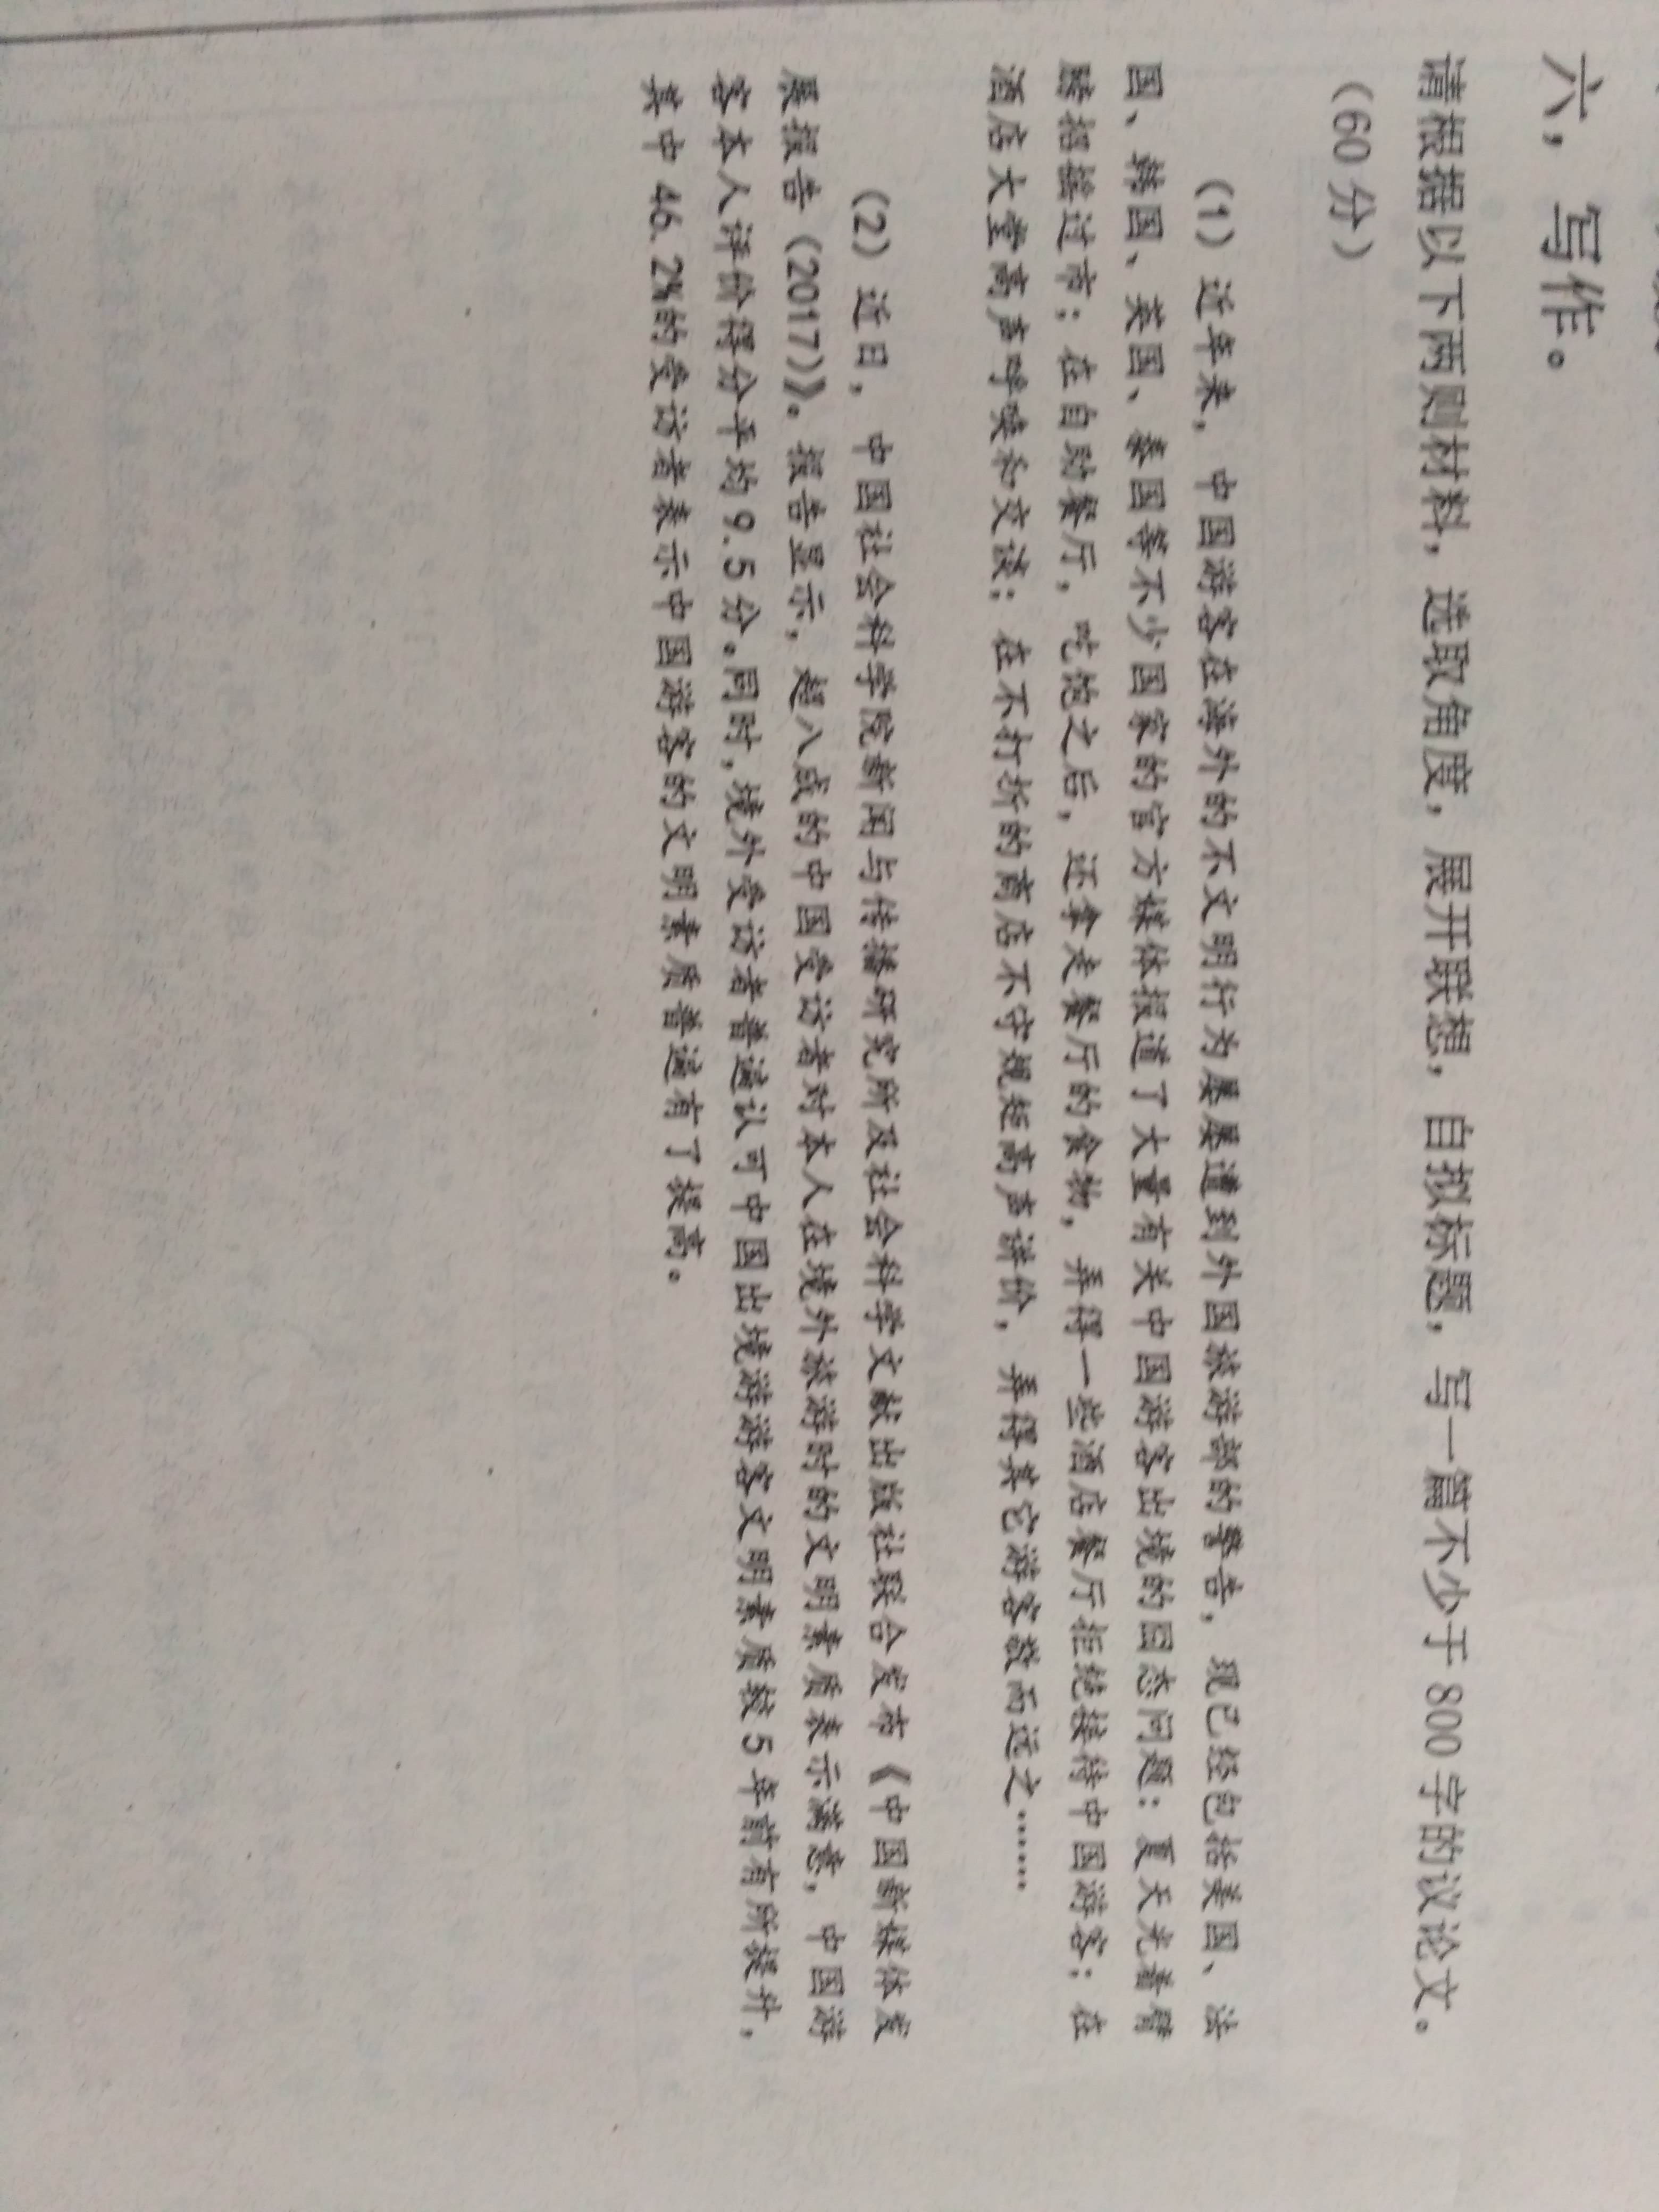 六，写作。
请根据以下两则材料，选取角度，展开联想，自拟标题，写一篇不少于 800 字的议论文。
（60 分）
（1）近年来，中国游客在海外的不文明行为屡屡遭到外国旅游部的警告，现已经包括美国、法
国、韩国、英国、泰国等不少国家的官方媒体报道了大量有关中国游客出境的囧态问题：夏天光着臂
膀招摇过市；在自助餐厅，吃饱之后，还拿走餐厅的食物，弄得一些酒店餐厅拒绝接待中国游客；在
酒店大堂高声呼唤和交谈；在不打折的商店不守规矩高声讲价，弄得其它游客敬而远之……
（2）近日，中国社会科学院新闻与传播研究所及社会科学文献出版社联合发布《中国新媒体发
展报告（2017）》。报告显示，超八成的中国受访者对本人在境外旅游时的文明素质表示满意，中国游
客本人评价得分平均 9.5 分。同时，境外受访者普遍认可中国出境游游客文明素质较 5 年前有所提升，
其中 46.2%的受访者表示中国游客的文明素质普遍有了提高。